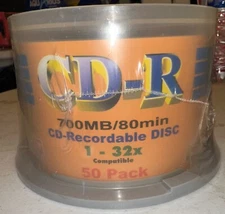 CD-R
700MB/80min
CD-Recordable DISC
1 - 32x
Compatible
50 Pack